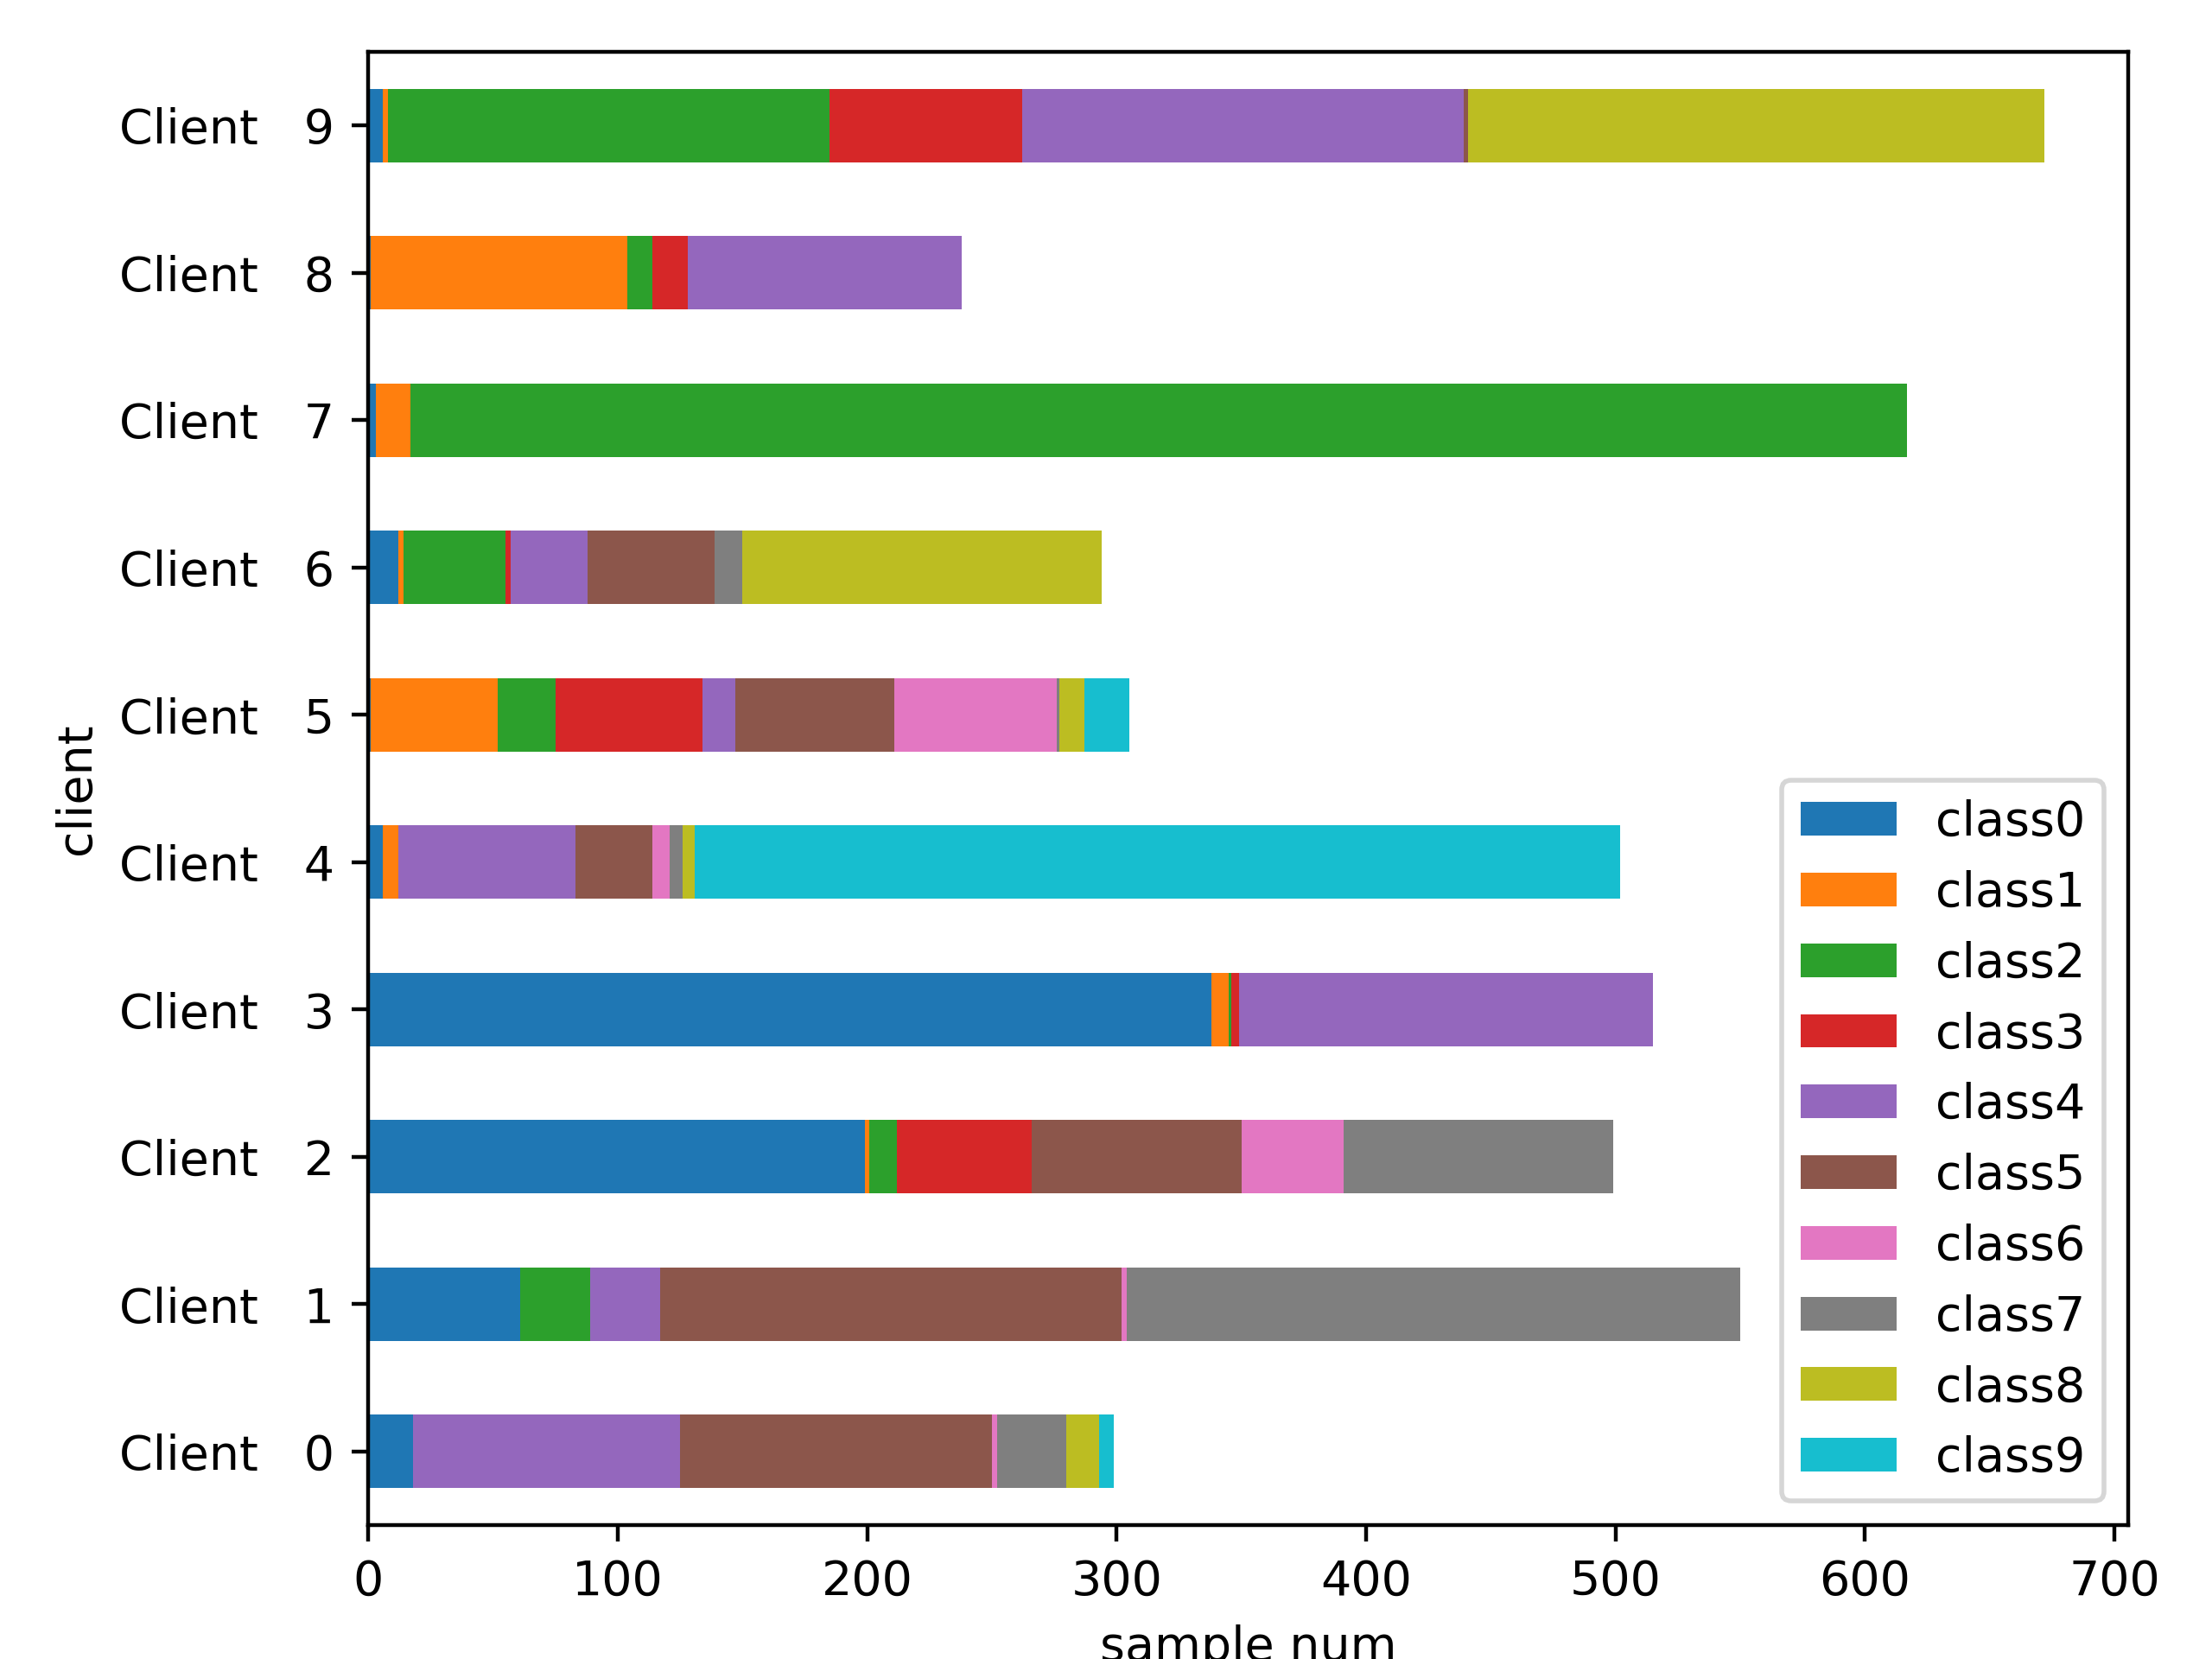 Client 9
Client 8
Client 7
Client 6
Client 5
Client 4
Client 3
Client 2
Client 1
Client 0
client
class0
class1
class2
class3
class4
class5
class6
class7
class8
class9
0 100 200 300 400 500 600 700
sample num